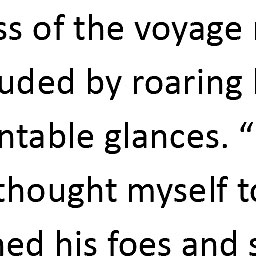 ss of the voyage
uded by roaring
ntable glances. “
thought myself to
ned his foes and s